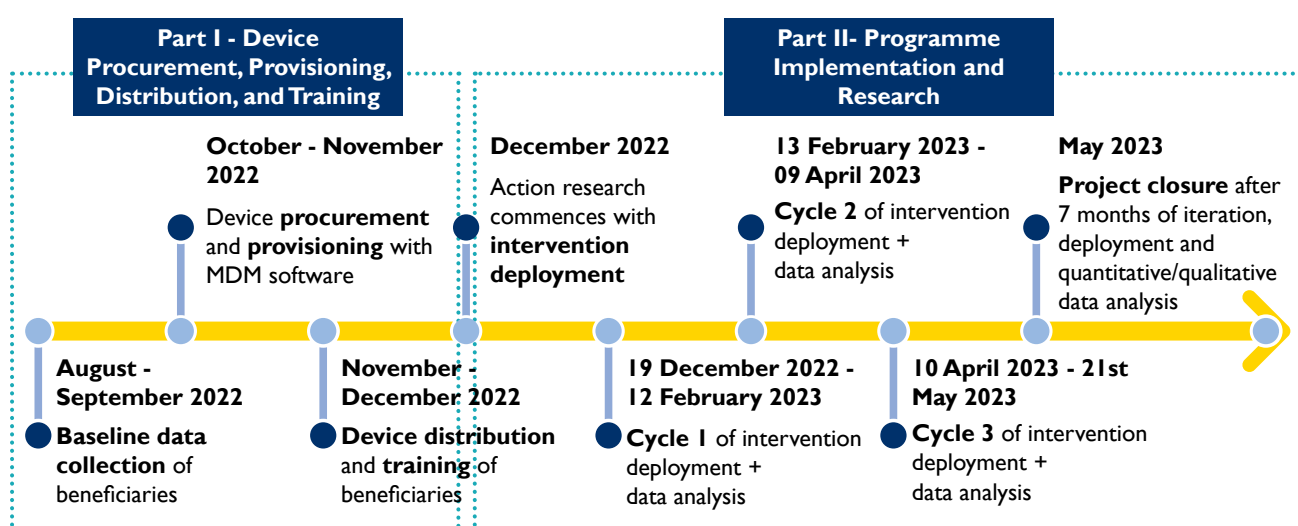 Part I - Device
Procurement, Provisioning,
Distribution, and Training
Part II- Programme
Implementation and
Research
October - November
2022
Device procurement
and provisioning with
MDM software
December 2022
Action research
commences with
intervention
deployment
13 February 2023 -
09 April 2023
Cycle 2 of intervention
deployment +
data analysis
May 2023
Project closure after
7 months of iteration,
deployment and
quantitative/qualitative
data analysis
August -
September 2022
Baseline data
collection of
beneficiaries
November -
December 2022
Device distribution
and training of
beneficiaries
19 December 2022 -
12 February 2023
Cycle 1 of intervention
deployment +
data analysis
10 April 2023 - 21st
May 2023
Cycle 3 of intervention
deployment +
data analysis